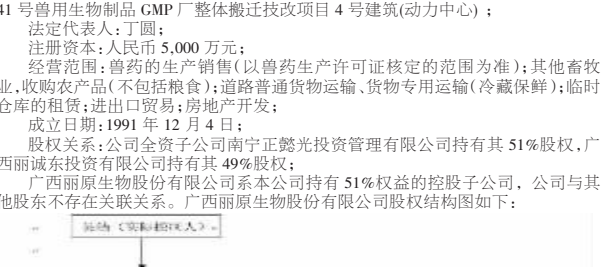 41 号兽用生物制品 GMP 厂整体搬迁技改项目 4 号建筑(动力中心) ;
法定代表人:丁圆;
注册资本:人民币 5,000 万元;
经营范围:兽药的生产销售(以兽药生产许可证核定的范围为准);其他畜牧
业,收购农产品(不包括粮食);道路普通货物运输、货物专用运输(冷藏保鲜);临时
仓库的租赁;进出口贸易;房地产开发;
成立日期:1991 年 12 月 4 日;
股权关系:公司全资子公司南宁正懿光投资管理有限公司持有其 51%股权,广
西丽诚东投资有限公司持有其 49%股权;
广西丽原生物股份有限公司系本公司持有 51%权益的控股子公司，公司与其
他股东不存在关联关系。广西丽原生物股份有限公司股权结构图如下: